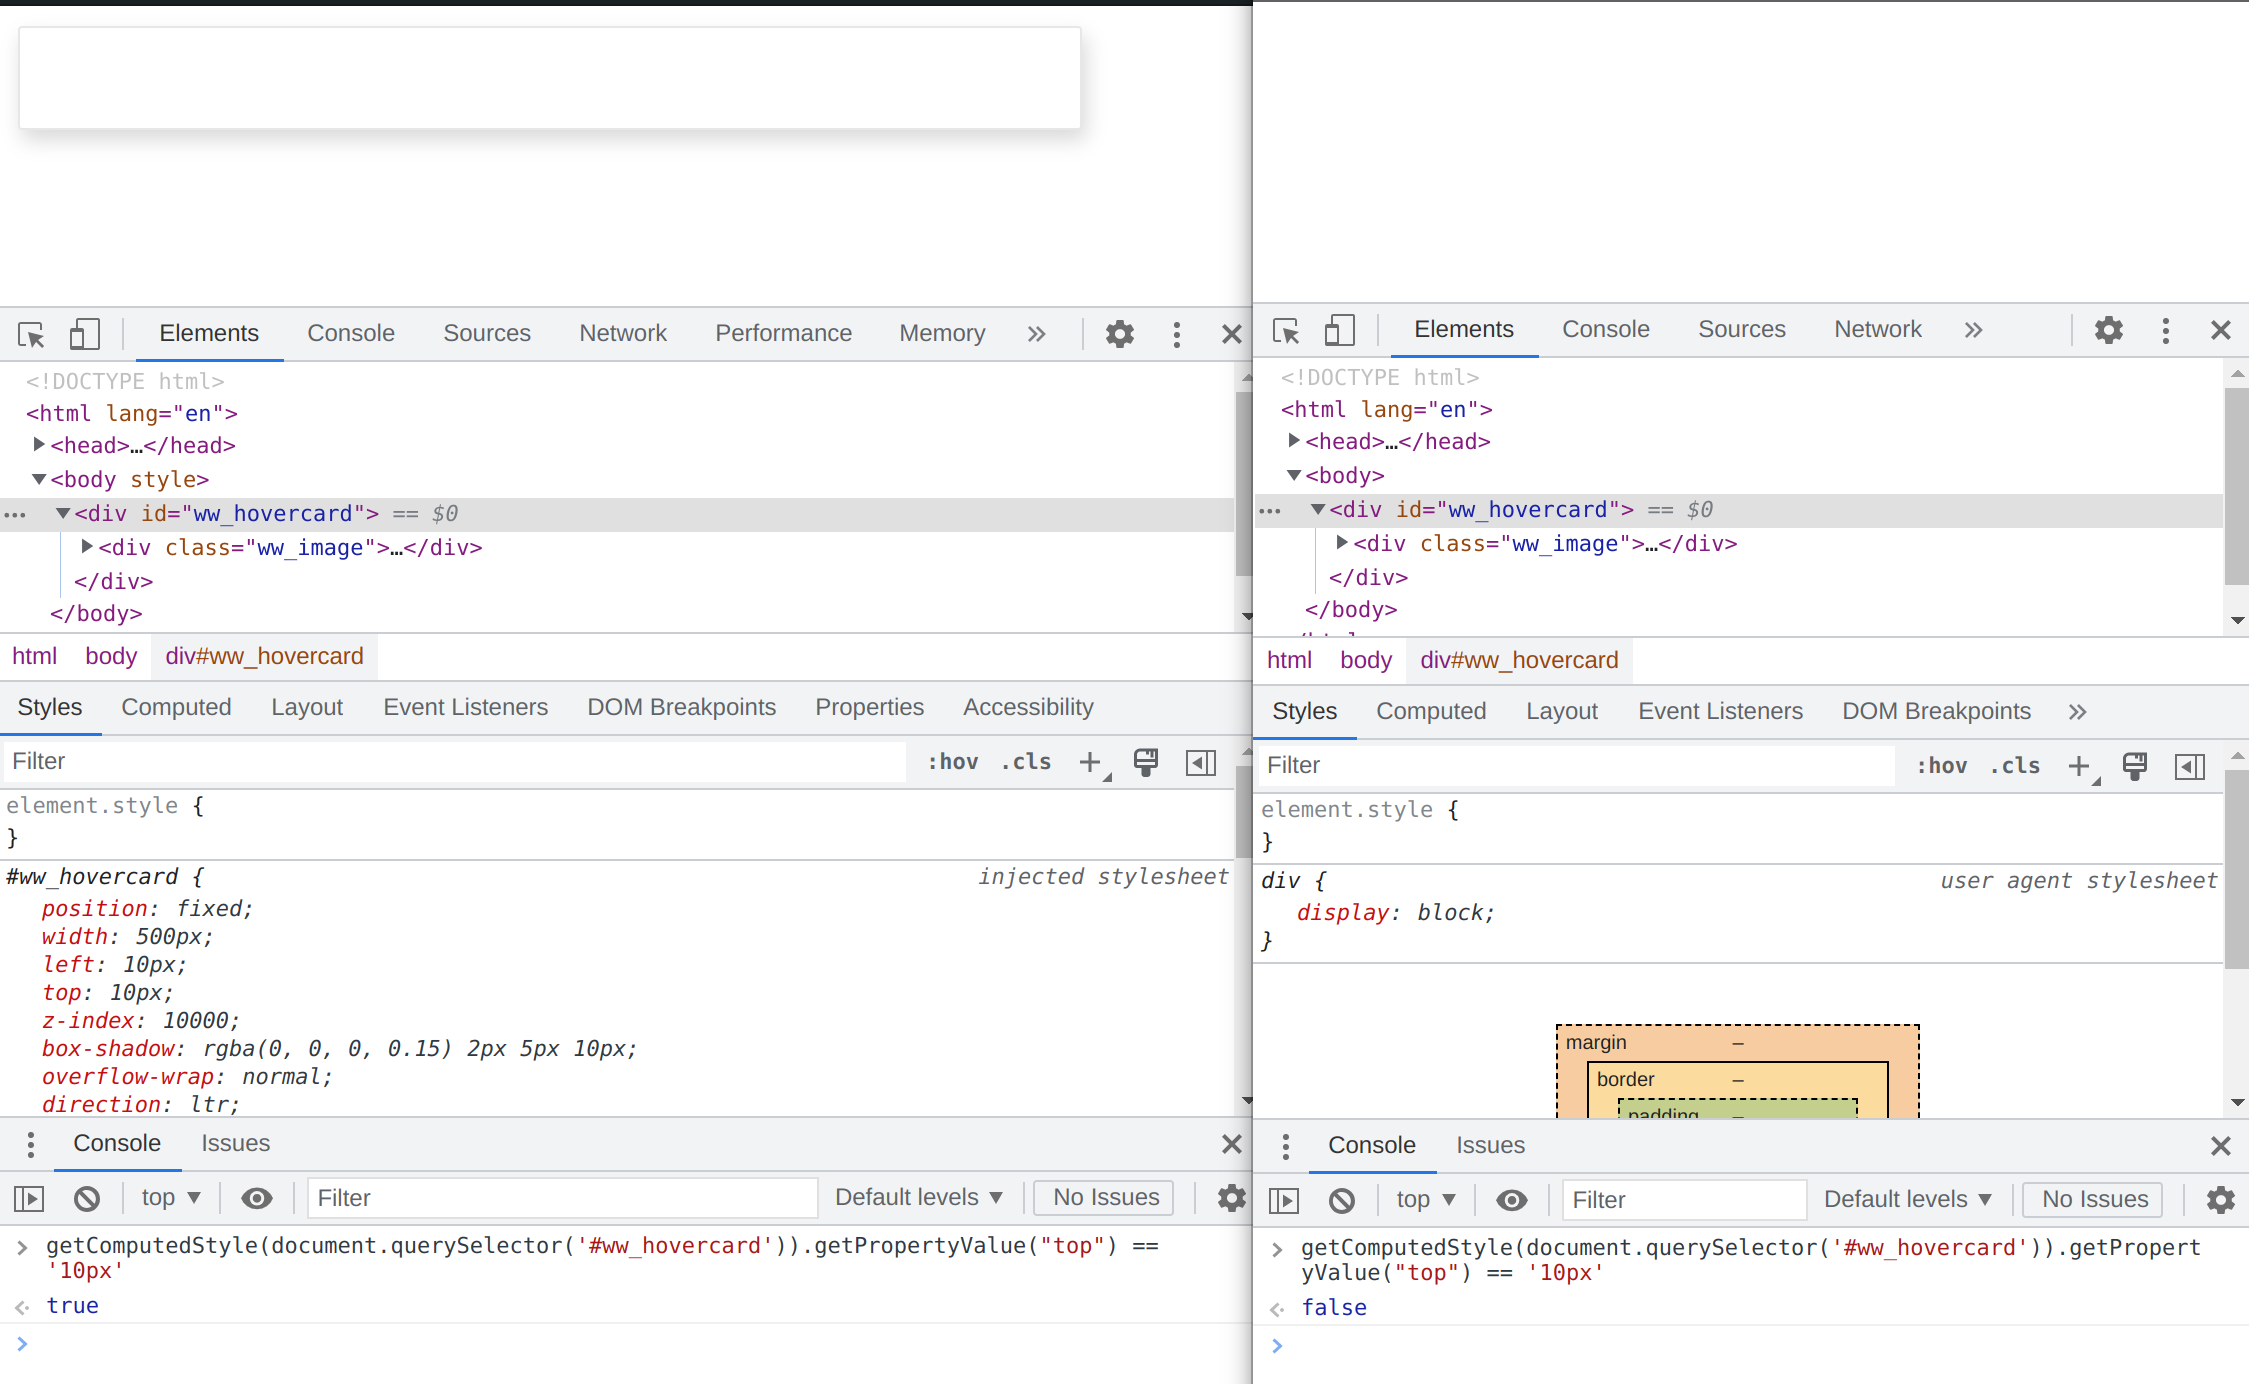 Elements Console Sources Network Performance Memory »
<!DOCTYPE html>
<html lang="en">
<head>…</head>
<body style>
<div id="ww_hovercard"> == $0
<div class="ww_image">…</div>
</div>
</body>
html body div#ww_hovercard
Styles Computed Layout Event Listeners DOM Breakpoints Properties Accessibility
Filter :hov .cls +
element.style {
}
#ww_hovercard { injected stylesheet
position: fixed;
width: 500px;
left: 10px;
top: 10px;
z-index: 10000;
box-shadow: rgba(0, 0, 0, 0.15) 2px 5px 10px;
overflow-wrap: normal;
direction: ltr;
Console Issues
top Filter Default levels No Issues
getComputedStyle(document.querySelector('#ww_hovercard')).getPropertyValue("top") ==
'10px'
true
Elements Console Sources Network »
<!DOCTYPE html>
<html lang="en">
<head>…</head>
<body>
<div id="ww_hovercard"> == $0
<div class="ww_image">…</div>
</div>
</body>
html body div#ww_hovercard
Styles Computed Layout Event Listeners DOM Breakpoints »
Filter :hov .cls +
element.style {
}
div { user agent stylesheet
display: block;
}
margin –
border –
padding –
Console Issues
top Filter Default levels No Issues
getComputedStyle(document.querySelector('#ww_hovercard')).getPropert
yValue("top") == '10px'
false